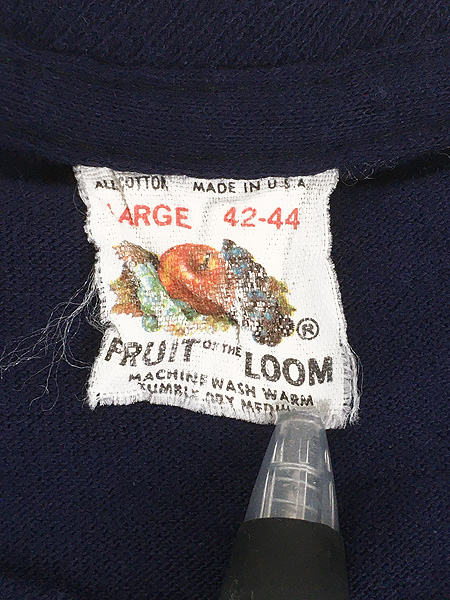 ALL COTTON MADE IN U.S.A.
LARGE 42-44
®
FRUIT OF THE LOOM
MACHINE WASH WARM
TUMBLE DRY MEDIUM